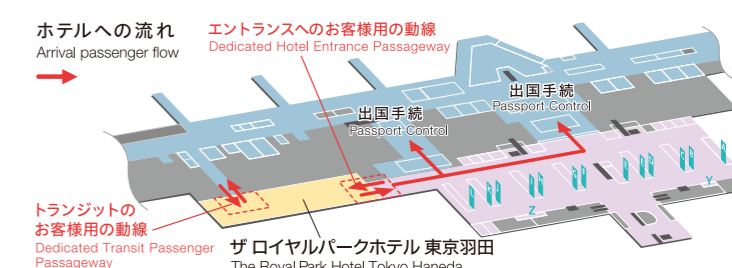 ホテルへの流れ
Arrival passenger flow
エントランスへのお客様用の動線
Dedicated Hotel Entrance Passageway
出国手続
Passport Control
出国手続
Passport Control
トランジットの
お客様用の動線
Dedicated Transit Passenger
Passageway
ザ ロイヤルパークホテル 東京羽田
The Royal Park Hotel Tokyo Haneda
Z
Y